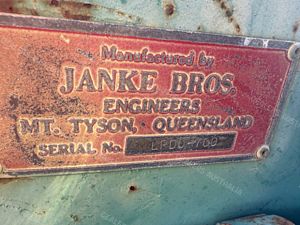 Manufactured By
JANKE BROS.
ENGINEERS
MT. TYSON, QUEENSLAND
SERIAL No.